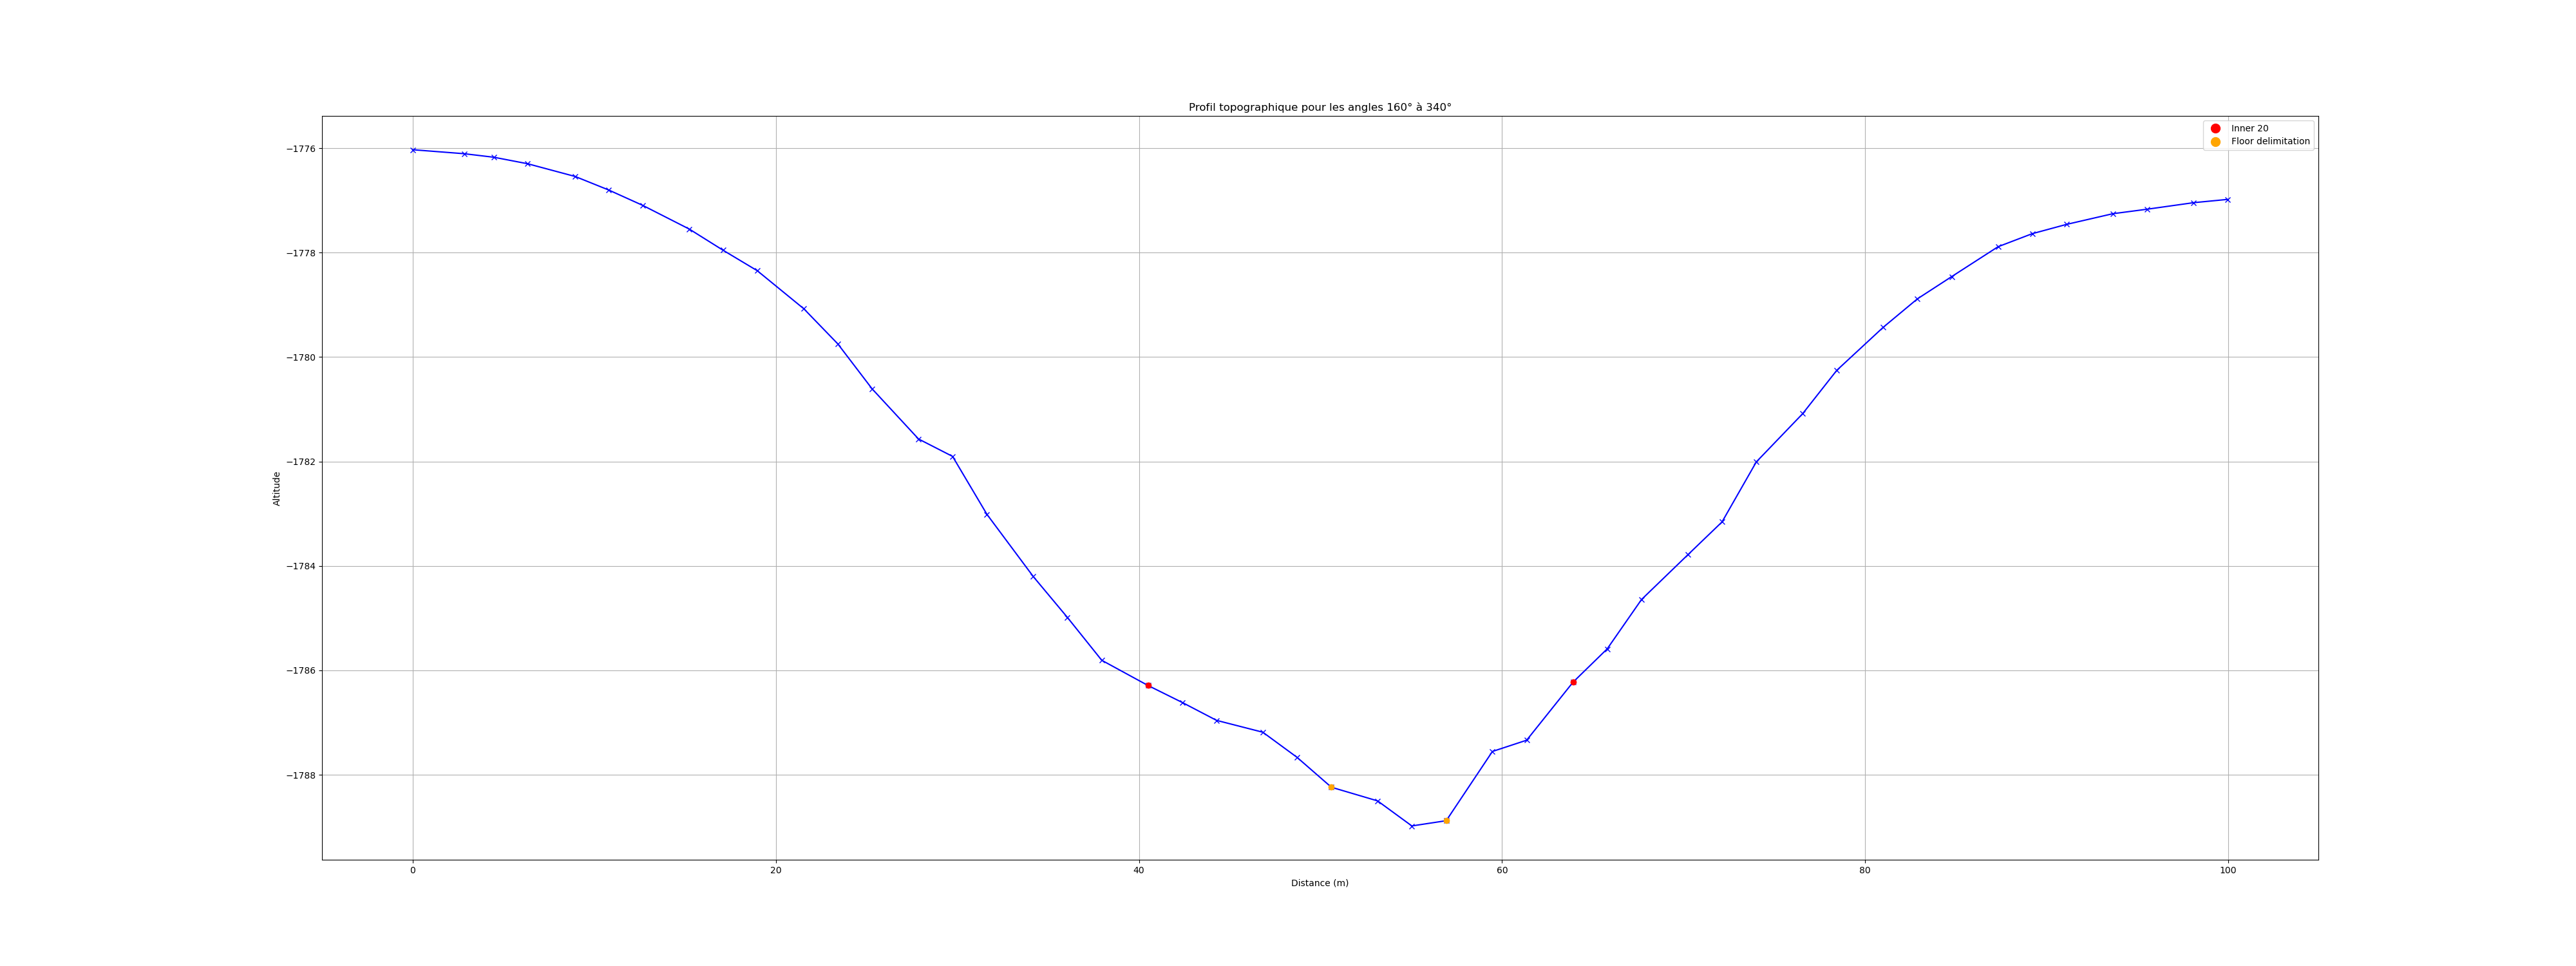 Profil topographique pour les angles 160° à 340°
Inner 20
Floor delimitation
−1776
−1778
−1780
−1782
−1784
−1786
−1788
Altitude
0
20
40
60
80
100
Distance (m)